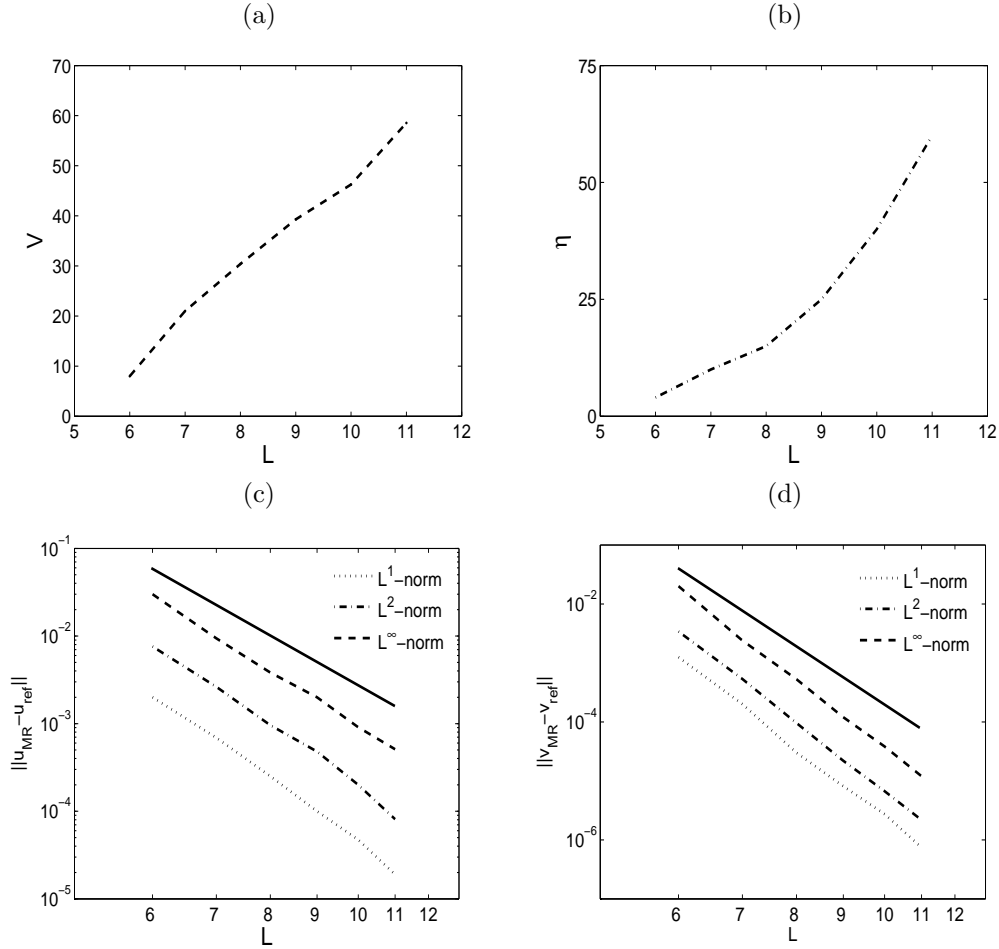 (a)
70
60
50
40
30
20
10
0
V
5 6 7 8 9 10 11 12
L
(b)
75
50
25
0
η
5 6 7 8 9 10 11 12
L
(c)
10^-1
10^-2
10^-3
10^-4
10^-5
||u_MR−u_ref||
L^1−norm
L^2−norm
L^∞−norm
6 7 8 9 10 11 12
L
(d)
10^-2
10^-4
10^-6
||v_MR−v_ref||
L^1−norm
L^2−norm
L^∞−norm
6 7 8 9 10 11 12
L